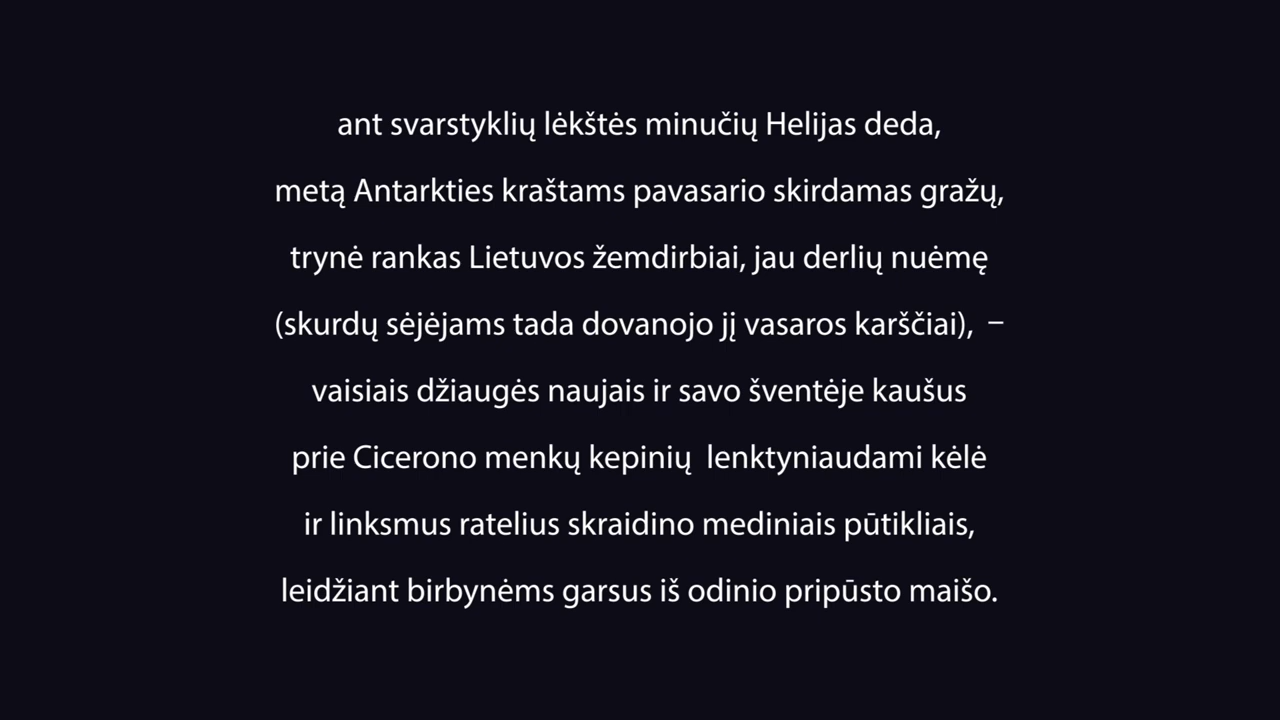 ant svarstyklių lėkštės minučių Helijas deda,
metą Antarkties kraštams pavasario skirdamas gražų,
trynė rankas Lietuvos žemdirbiai, jau derlių nuėmę
(skurdų sėjėjams tada dovanojo jį vasaros karščiai), –
vaisiais džiaugės naujais ir savo šventėje kaušus
prie Cicerono menkų kepinių lenktyniaudami kėlė
ir linksmus ratelius skraidino mediniais pūtikliais,
leidžiant birbynėms garsus iš odinio pripūsto maišo.